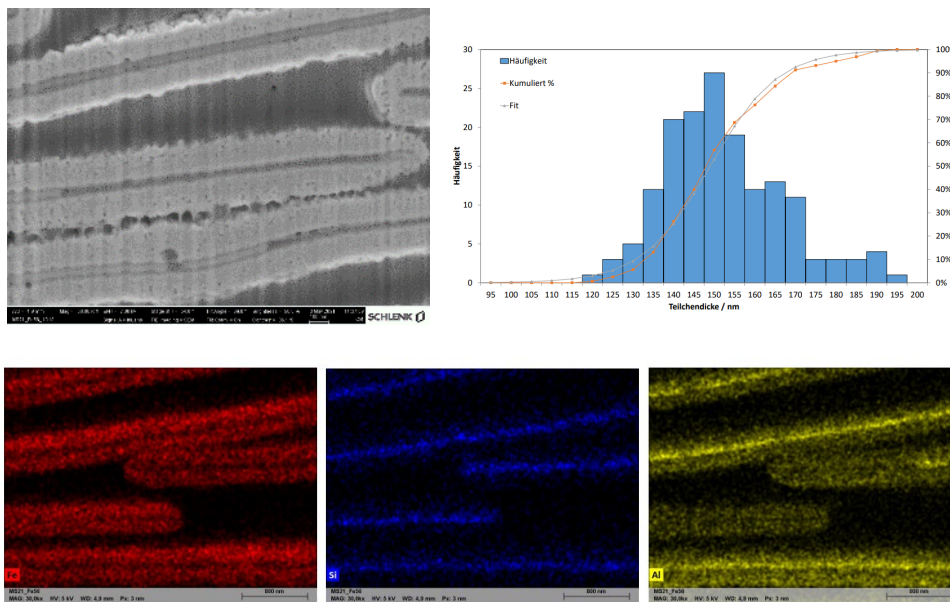 SCHLENK
30
25
20
15
10
5
0
Häufigkeit
Häufigkeit
Kumuliert %
Fit
100%
90%
80%
70%
60%
50%
40%
30%
20%
10%
0%
95 100 105 110 115 120 125 130 135 140 145 150 155 160 165 170 175 180 185 190 195 200
Teilchendicke / nm
Fe
MS21_Fe56
MAG: 30,0kx HV: 5 kV WD: 4,9 mm Px: 3 nm
800 nm
Si
MS21_Fe56
MAG: 30,0kx HV: 5 kV WD: 4,9 mm Px: 3 nm
800 nm
Al
MS21_Fe56
MAG: 30,0kx HV: 5 kV WD: 4,9 mm Px: 3 nm
800 nm